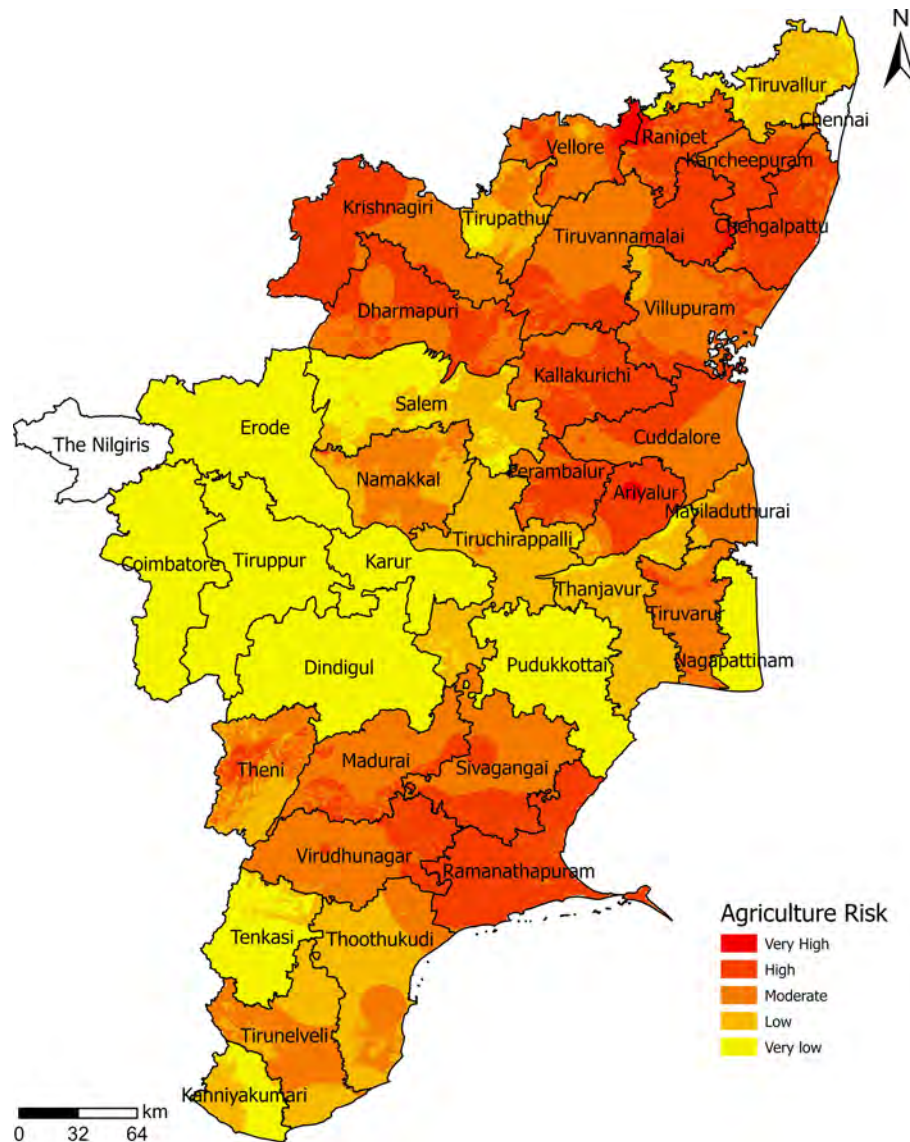 N
Tiruvallur
Chennai
Ranipet
Vellore
Kancheepuram
Krishnagiri
Tirupathur
Chengalpattu
Tiruvannamalai
Dharmapuri
Villupuram
Kallakurichi
Salem
Erode
The Nilgiris
Cuddalore
Namakkal
Perambalur
Ariyalur
Mayiladuthurai
Tiruchirappalli
Karur
Coimbatore
Tiruppur
Thanjavur
Tiruvarur
Dindigul
Pudukkottai
Nagapattinam
Madurai
Sivagangai
Theni
Virudhunagar
Ramanathapuram
Agriculture Risk
Very High
High
Moderate
Low
Very low
Tenkasi
Thoothukudi
Tirunelveli
Kanniyakumari
km
0 32 64